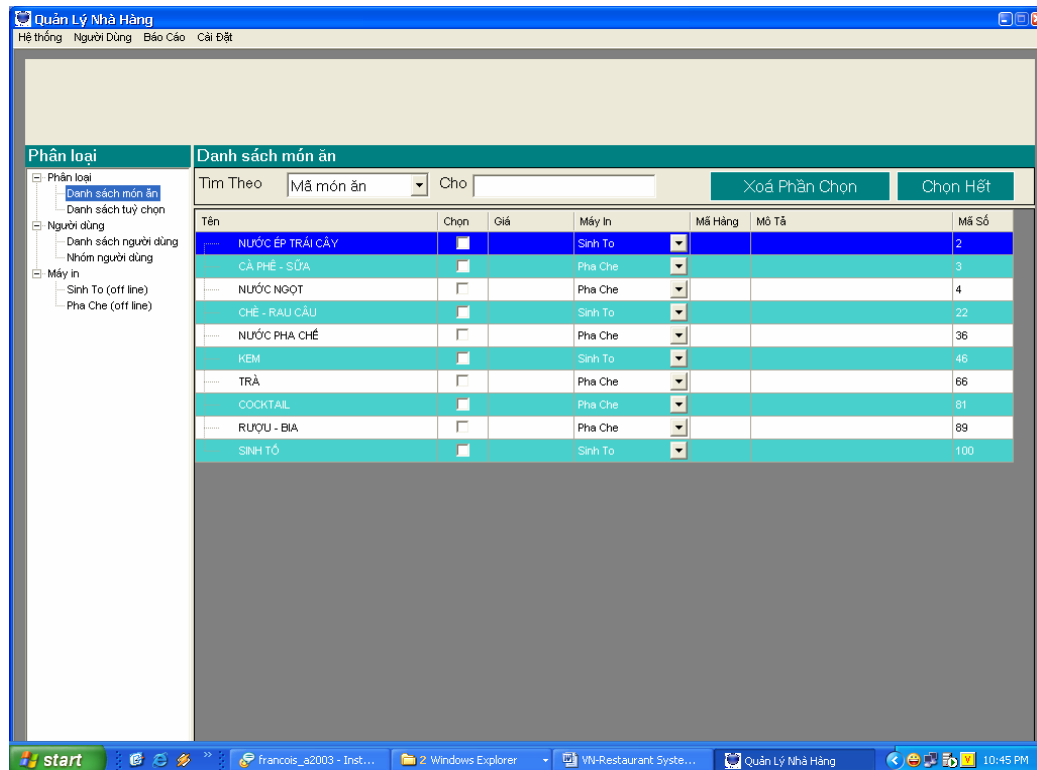 Quản Lý Nhà Hàng
Hệ thống Người Dùng Báo Cáo Cài Đặt
Phân loại
Danh sách món ăn
Phân loại
Danh sách món ăn
Danh sách tuỳ chọn
Người dùng
Danh sách người dùng
Nhóm người dùng
Máy in
Sinh To (off line)
Pha Che (off line)
Tìm Theo Mã món ăn Cho Xoá Phần Chọn Chọn Hết
Tên Chọn Giá Máy In Mã Hàng Mô Tả Mã Số
NƯỚC ÉP TRÁI CÂY Sinh To 2
CÀ PHÊ - SỮA Pha Che 3
NƯỚC NGỌT Pha Che 4
CHÈ - RAU CÂU Sinh To 22
NƯỚC PHA CHẾ Pha Che 36
KEM Sinh To 46
TRÀ Pha Che 66
COCKTAIL Pha Che 81
RƯỢU - BIA Pha Che 89
SINH TỐ Sinh To 100
start francois_a2003 - Inst... 2 Windows Explorer VN-Restaurant Syste... Quản Lý Nhà Hàng V 10:45 PM